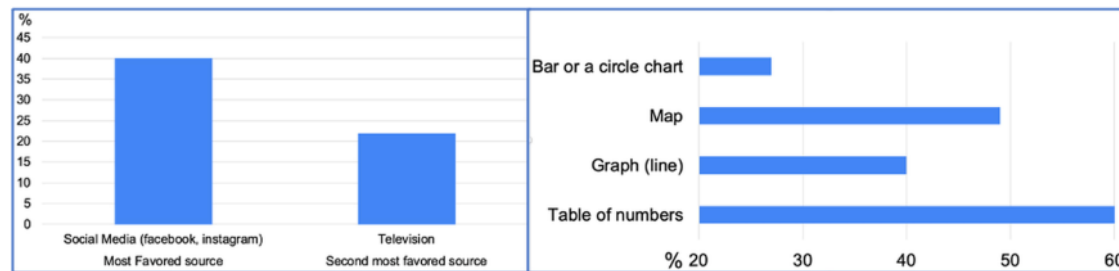 %
45
40
35
30
25
20
15
10
5
0
Social Media (facebook, instagram)
Television
Most Favored source
Second most favored source
Bar or a circle chart
Map
Graph (line)
Table of numbers
% 20 30 40 50 60